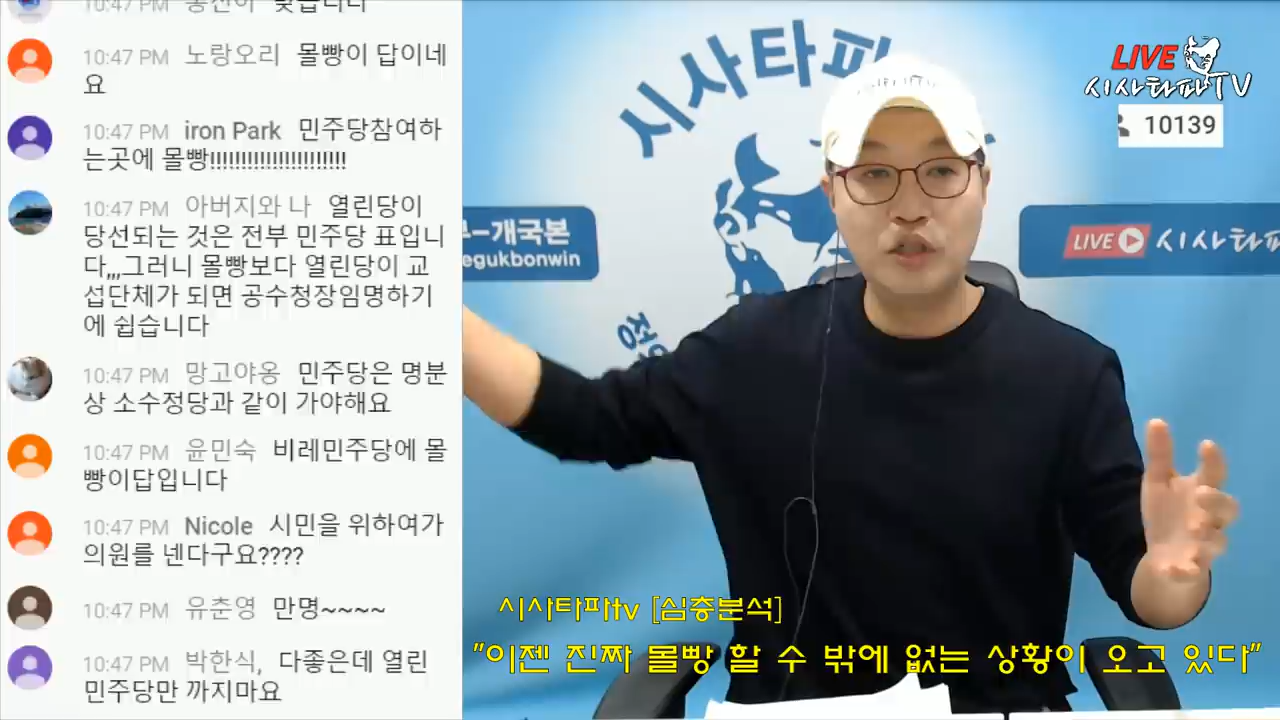 10:47 PM
노랑오리 몰빵이 답이네
요
10:47 PM iron Park 민주당참여하
는곳에 몰빵!!!!!!!!!!!!!!!!!!!!!!
10:47 PM 아버지와 나 열린당이
당선되는 것은 전부 민주당 표입니
다,,,그러니 몰빵보다 열린당이 교
섭단체가 되면 공수청장임명하기
에 쉽습니다
10:47 PM 망고야옹 민주당은 명분
상 소수정당과 같이 가야해요
10:47 PM 윤민숙 비례민주당에 몰
빵이답입니다
10:47 PM Nicole 시민을 위하여가
의원를 넨다구요????
10:47 PM 유춘영 만명~~~~
10:47 PM 박한식, 다좋은데 열린
민주당만 까지마요
시사타파
LIVE
시사타파TV
10139
-개국본
egukbonwin
LIVE 시사타파
시사타파tv [심층분석]
"이젠 진짜 몰빵 할 수 밖에 없는 상황이 오고 있다"